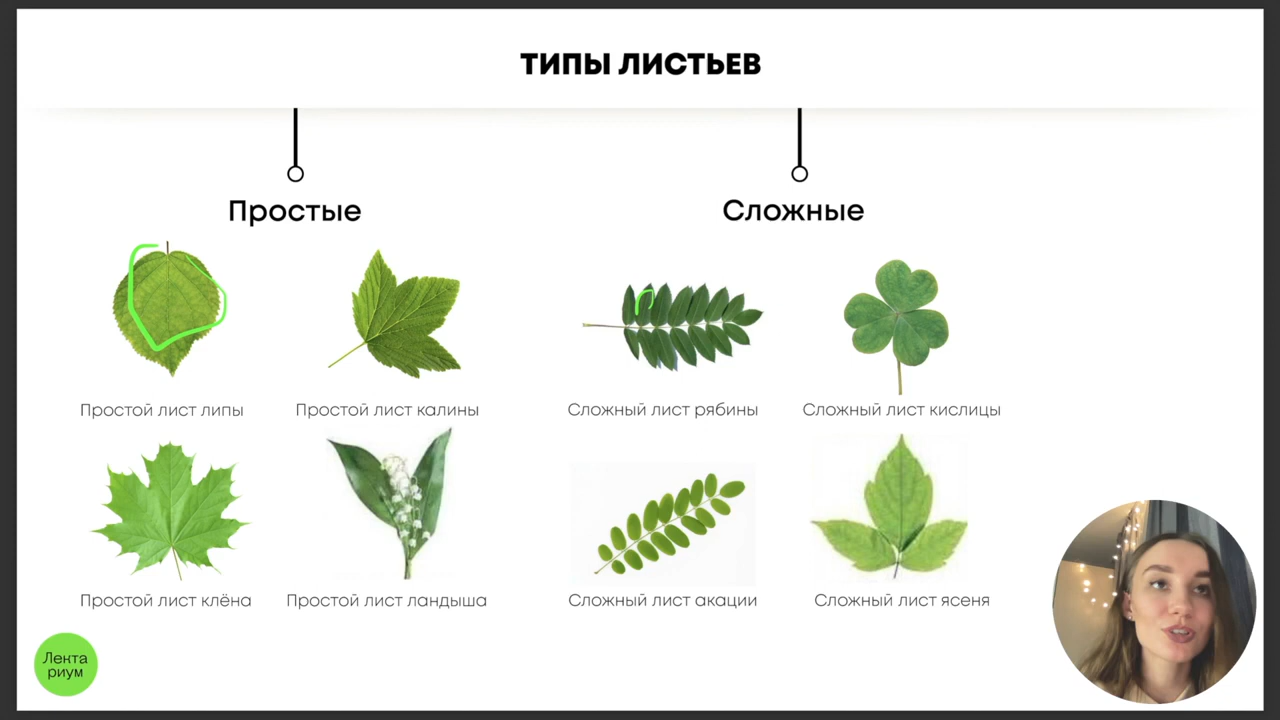 ТИПЫ ЛИСТЬЕВ
Простые
Сложные
Простой лист липы
Простой лист калины
Сложный лист рябины
Сложный лист кислицы
Простой лист клёна
Простой лист ландыша
Сложный лист акации
Сложный лист ясеня
Лекта
риум